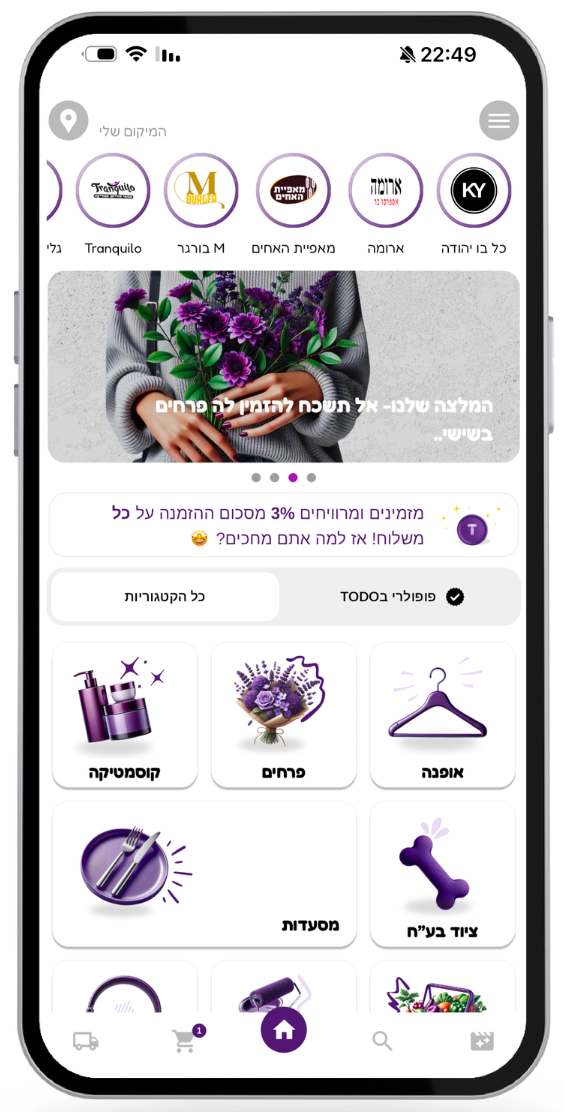 22:49
המיקום שלי
KY
ארומה
אספרסו בר
מאפיית האחים
Tranquilo
M
BURGER
כל בו יהודה
ארומה
מאפיית האחים
M בורגר
Tranquilo
גלי
המלצה שלנו- אל תשכח להזמין לה פרחים
בשישי..
מזמינים ומרוויחים 3% מסכום ההזמנה על כל
משלוח! אז למה אתם מחכים? 🤩
T
פופולרי בTODO
כל הקטגוריות
אופנה
פרחים
קוסמטיקה
ציוד בע"ח
מסעדות
1